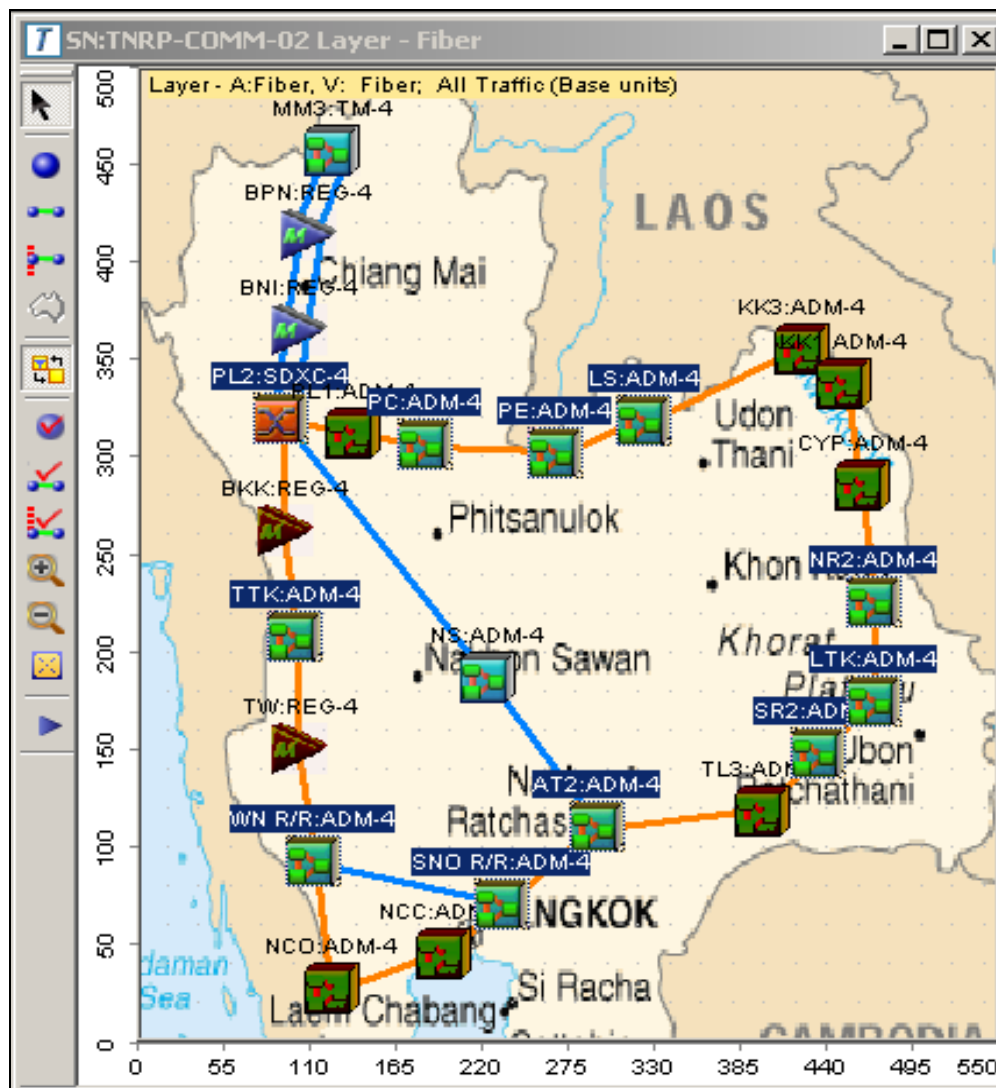 SN:TNRP-COMM-02 Layer - Fiber
Layer - A:Fiber, V: Fiber; All Traffic (Base units)
MM3:TM-4
BPN:REG-4
LAOS
Chiang Mai
BNI:REG-4
KK3:ADM-4
ADM-4
PL2:SDXC-4
LS:ADM-4
PC:ADM-4
PE:ADM-4
Udon
Thani
CYP:ADM-4
BKK:REG-4
Phitsanulok
NR2:ADM-4
Khon
TTK:ADM-4
Khorat
NS:ADM-4
Sawan
LTK:ADM-4
TW:REG-4
SR2:ADM
Ubon
Ratchathani
AT2:ADM-4
Ratchas
WN R/R:ADM-4
SNO R/R:ADM-4
NGKOK
NCO:ADM-4
daman
Sea
Si Racha
Chabang
CAMBODIA
500
450
400
350
300
250
200
150
100
50
0
0 55 110 165 220 275 330 385 440 495 550